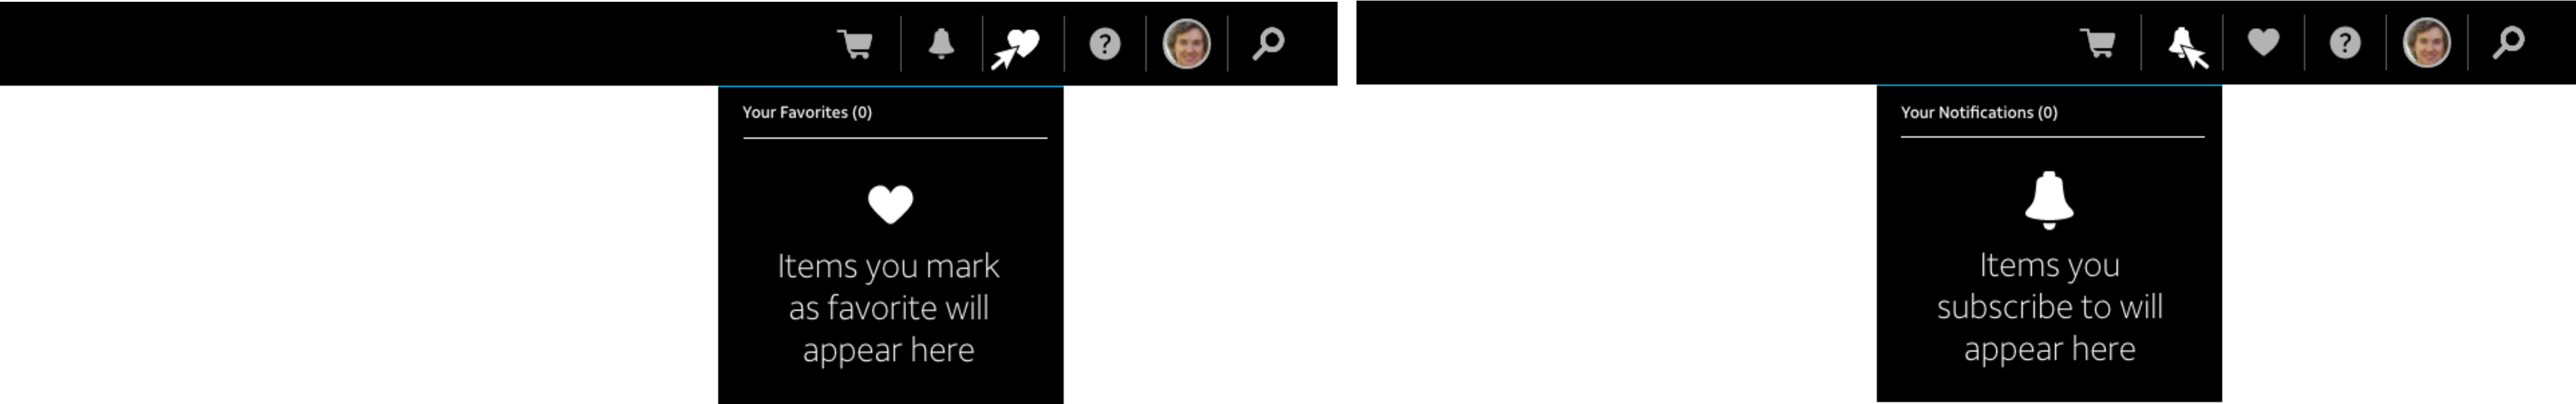 ?
Your Favorites (0)
Items you mark
as favorite will
appear here
?
Your Notifications (0)
Items you
subscribe to will
appear here